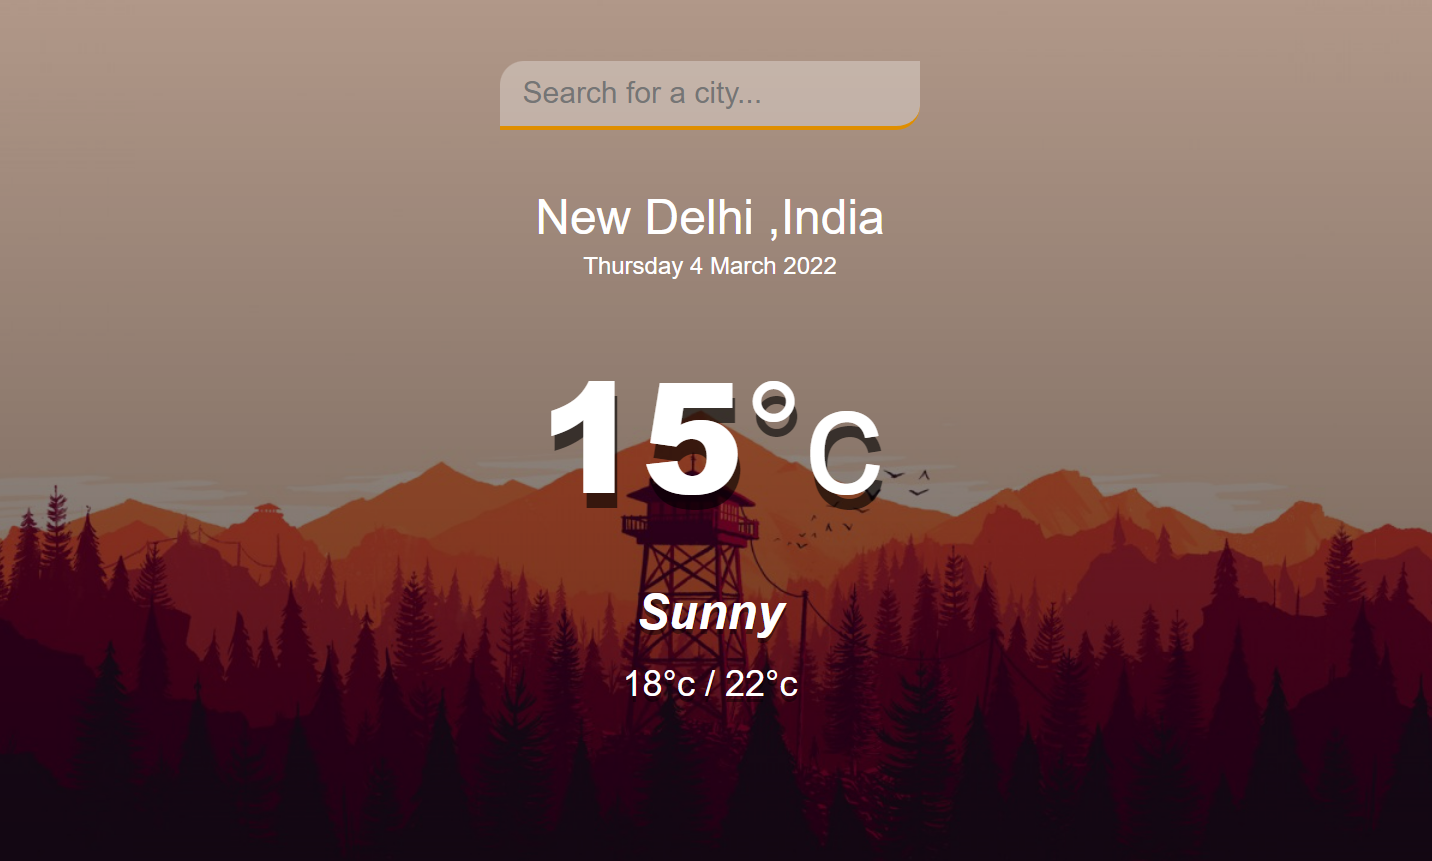 Search for a city...
New Delhi ,India
Thursday 4 March 2022
15°c
Sunny
18°c / 22°c